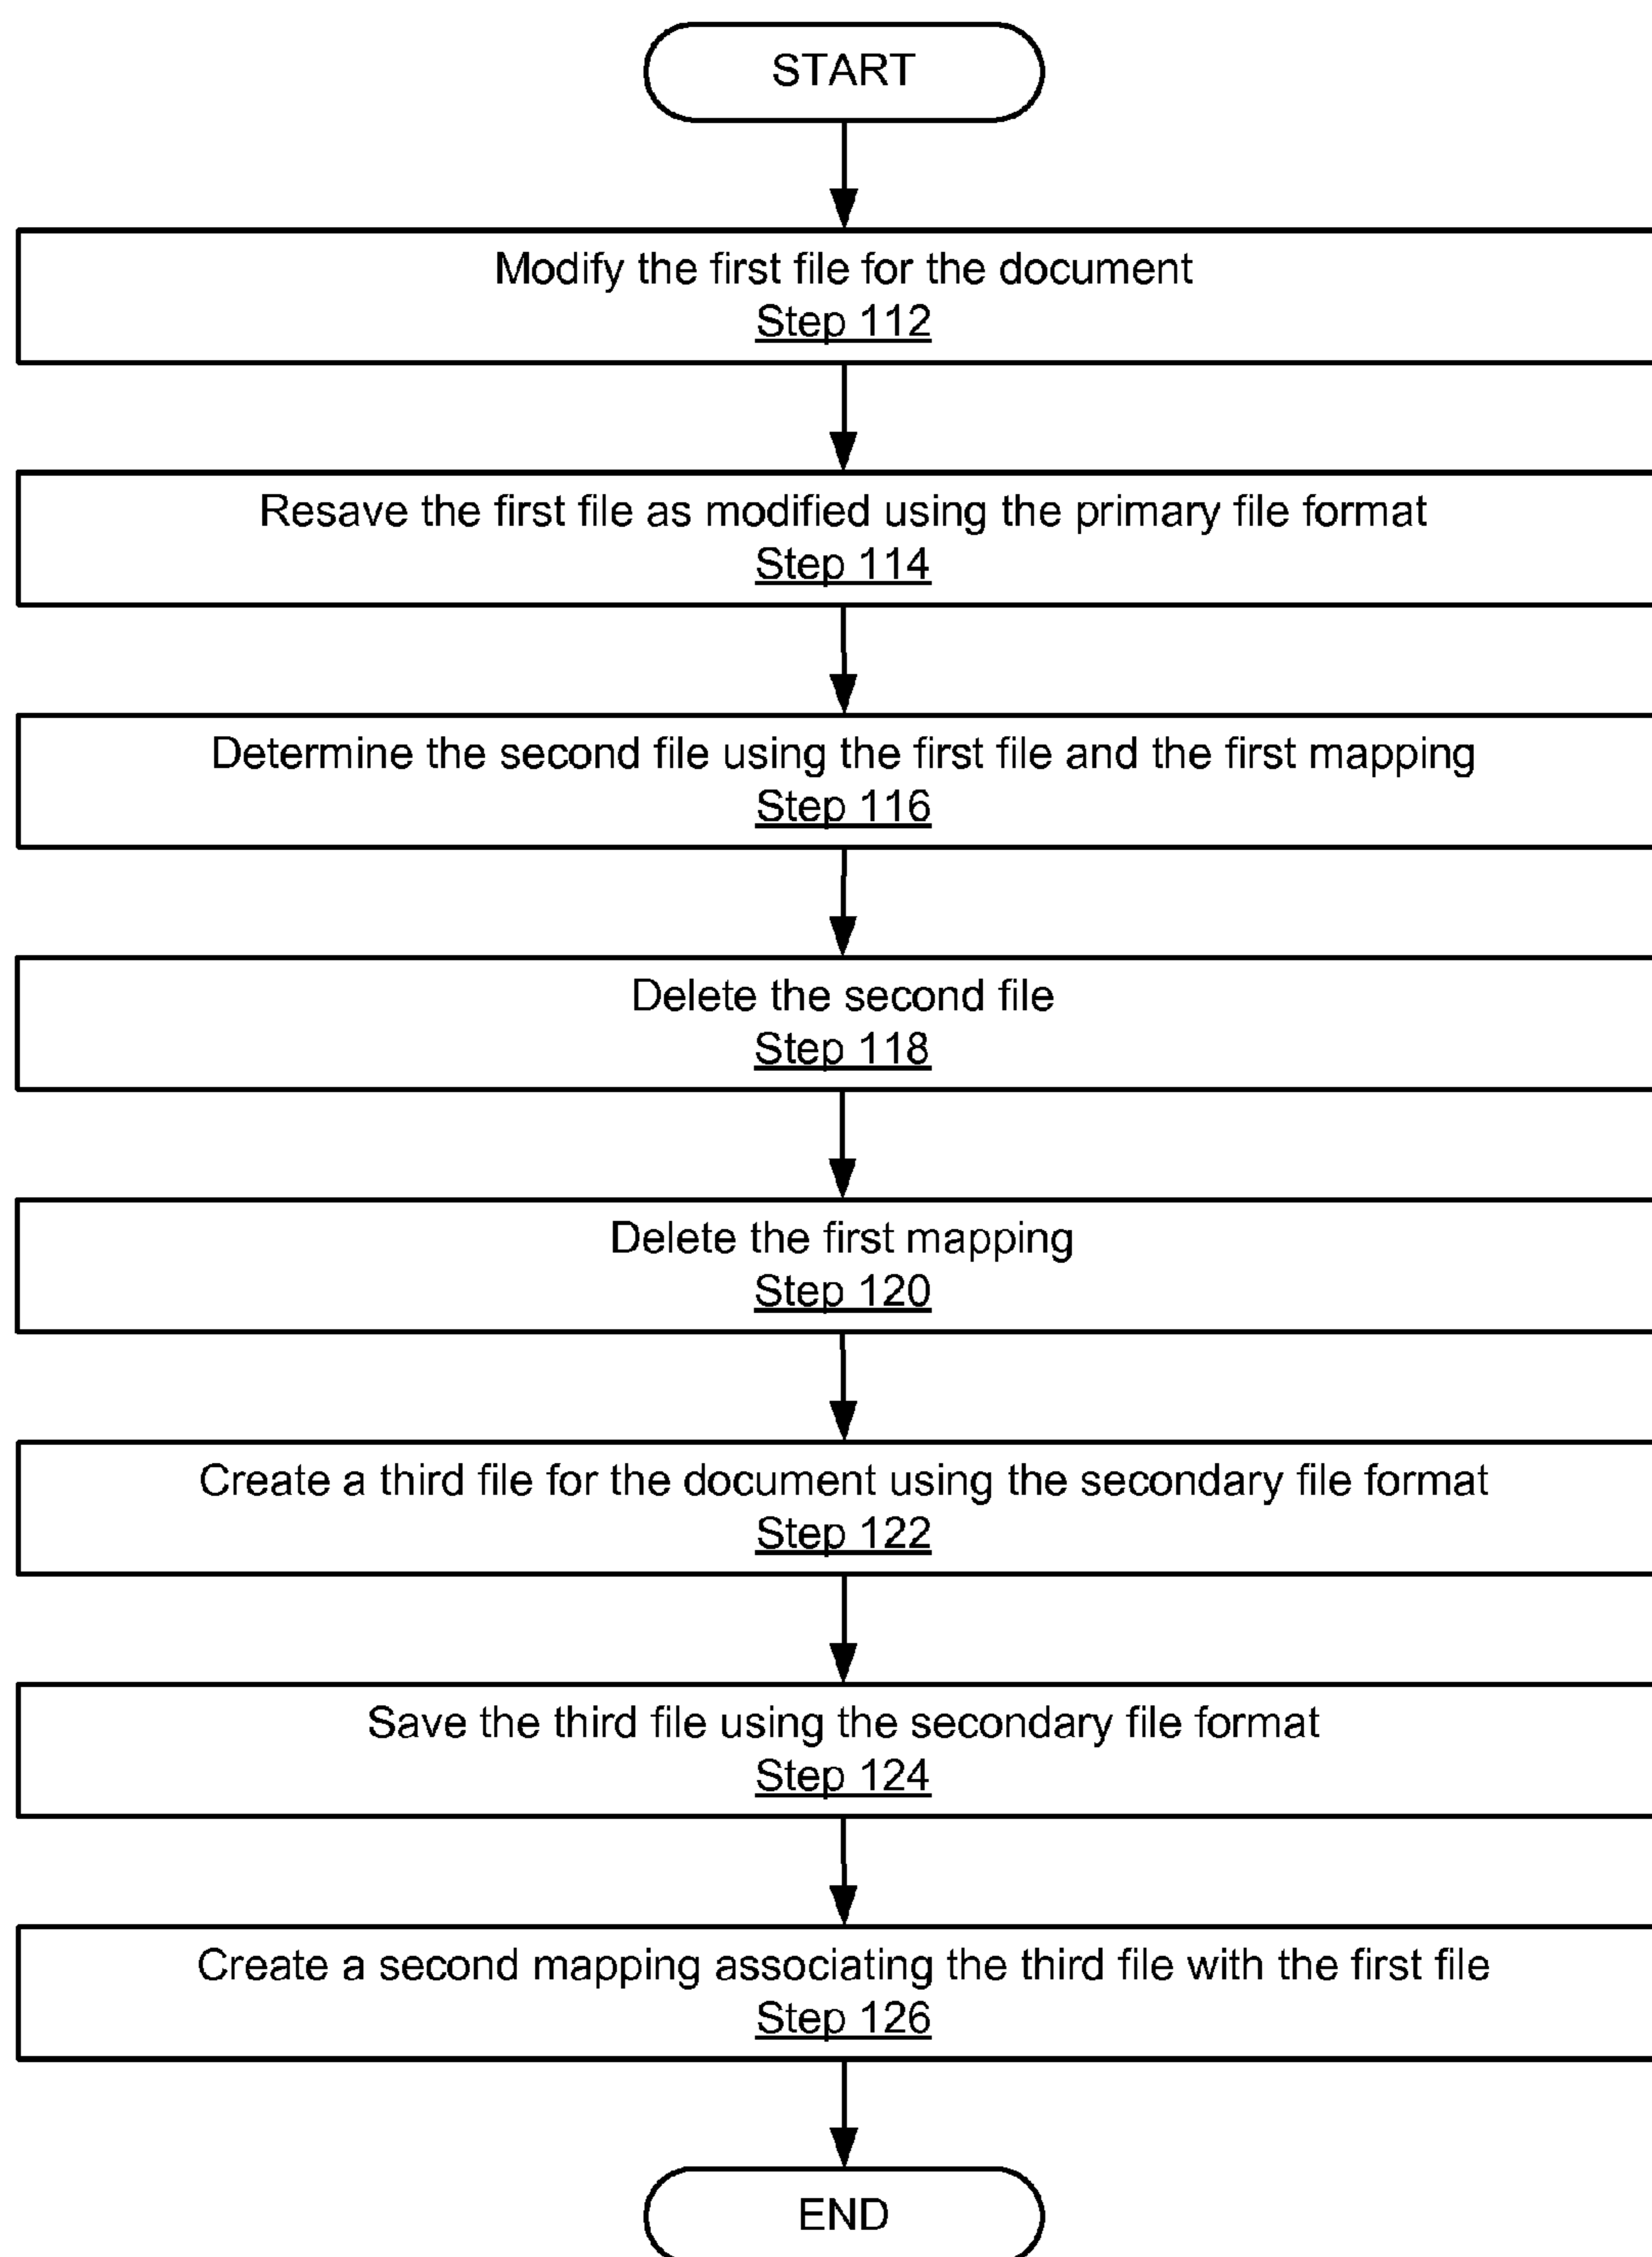 START
Modify the first file for the document
Step 112
Resave the first file as modified using the primary file format
Step 114
Determine the second file using the first file and the first mapping
Step 116
Delete the second file
Step 118
Delete the first mapping
Step 120
Create a third file for the document using the secondary file format
Step 122
Save the third file using the secondary file format
Step 124
Create a second mapping associating the third file with the first file
Step 126
END